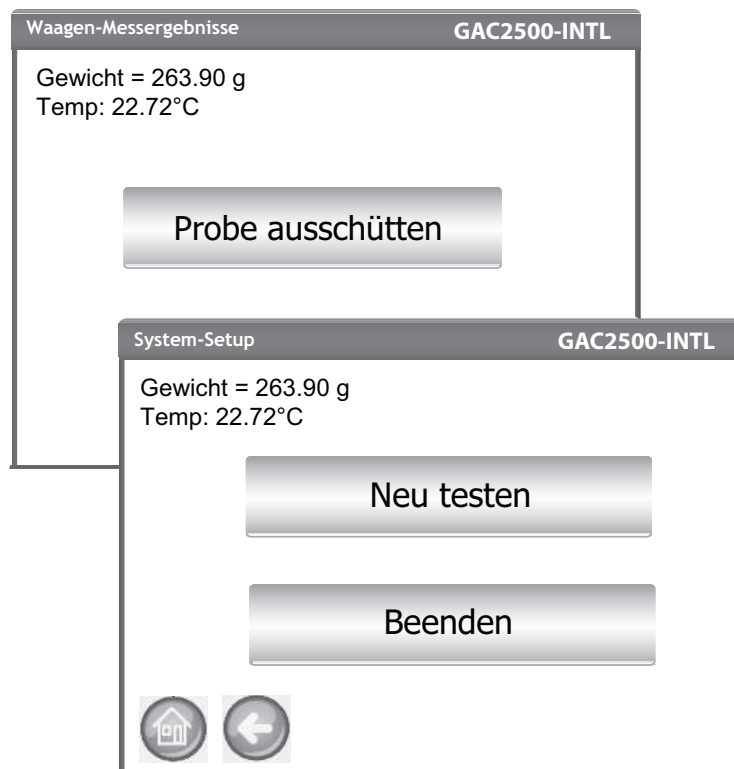 Waagen-Messergebnisse GAC2500-INTL
Gewicht = 263.90 g
Temp: 22.72°C
Probe ausschütten
System-Setup GAC2500-INTL
Gewicht = 263.90 g
Temp: 22.72°C
Neu testen
Beenden